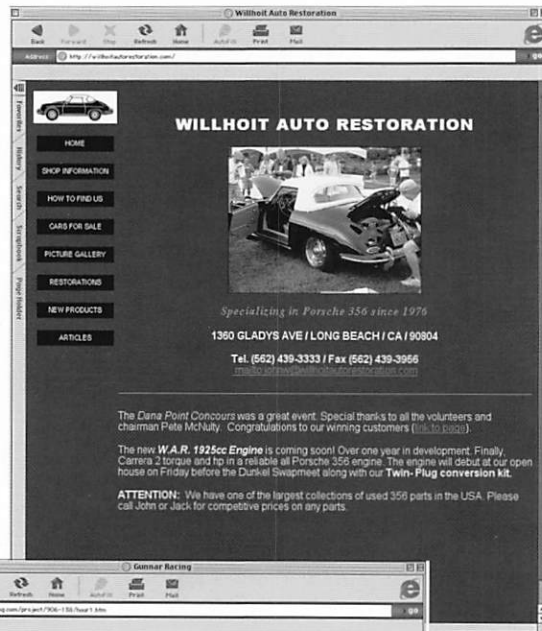 Willhoit Auto Restoration
Back Forward Stop Refresh Home AutoFill Print Mail
Address: http://willhoitautorestoration.com/ go
Favorites
History
Search
Scrapbook
Page Holder
HOME
SHOP INFORMATION
HOW TO FIND US
CARS FOR SALE
PICTURE GALLERY
RESTORATIONS
NEW PRODUCTS
ARTICLES
WILLHOIT AUTO RESTORATION
Specializing in Porsche 356 since 1976
1360 GLADYS AVE / LONG BEACH / CA / 90804
Tel. (562) 439-3333 / Fax (562) 439-3956
mailto:johnw@willhoitautorestoration.com
The Dana Point Concours was a great event. Special thanks to all the volunteers and
chairman Pete McNulty. Congratulations to our winning customers (link to page).
The new W.A.R. 1925cc Engine is coming soon! Over one year in development. Finally,
Carrera 2 torque and hp in a reliable all Porsche 356 engine. The engine will debut at our open
house on Friday before the Dunkel Swapmeet along with our Twin-Plug conversion kit.
ATTENTION: We have one of the largest collections of used 356 parts in the USA. Please
call John or Jack for competitive prices on any parts.
Gunnar Racing
Refresh Home AutoFill Print Mail
go